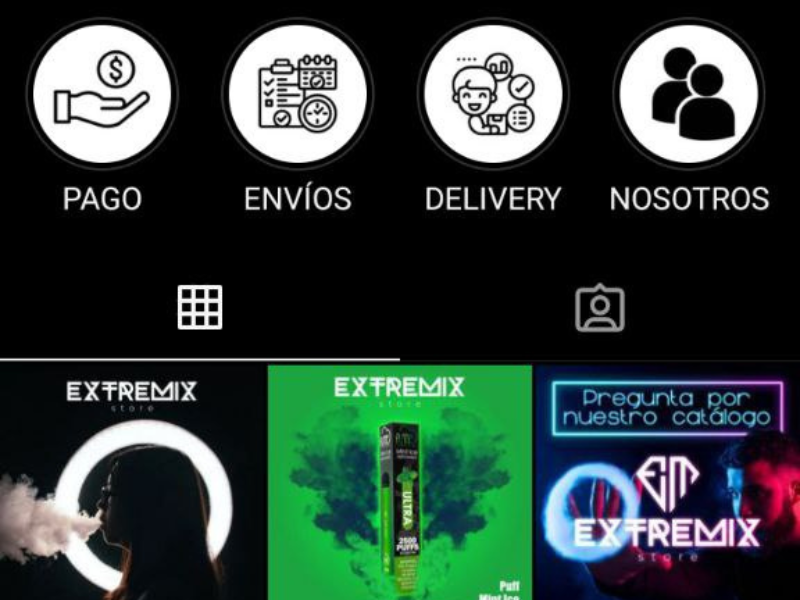 PAGO
ENVÍOS
DELIVERY
NOSOTROS
EXTREMIX
store
EXTREMIX
store
ULTRA
2500
PUFFS
Puff
Mint Ice
Pregunta por
nuestro catálogo
EXTREMIX
store